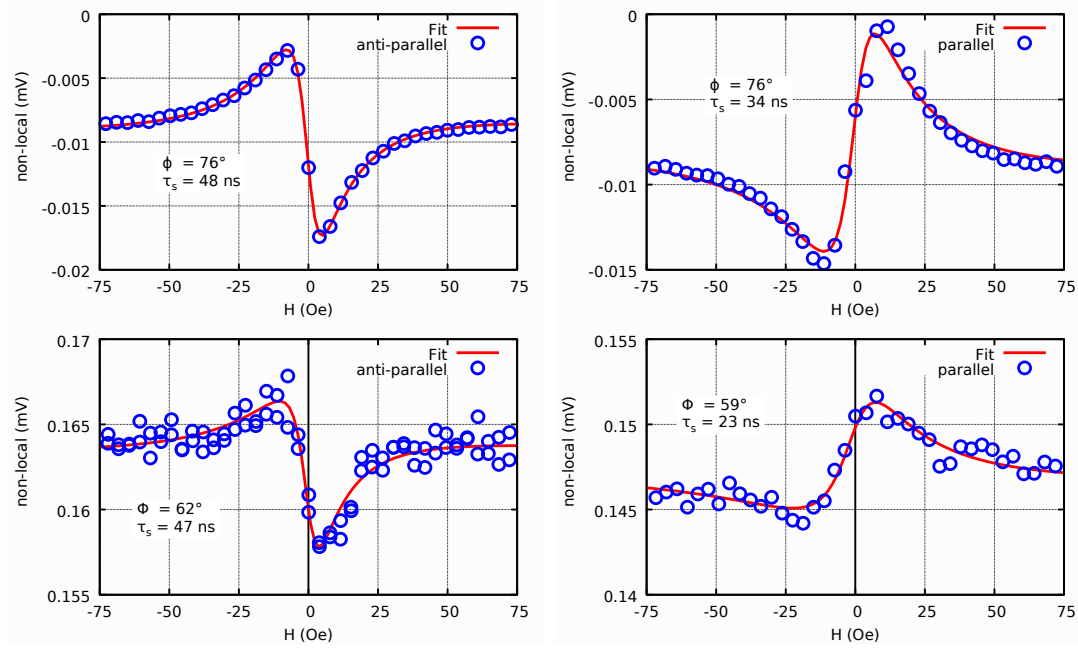 0
-0.005
-0.01
-0.015
-0.02
non-local (mV)
Fit
anti-parallel
ϕ = 76°
τs = 48 ns
-75 -50 -25 0 25 50 75
H (Oe)
0
-0.005
-0.01
-0.015
non-local (mV)
Fit
parallel
ϕ = 76°
τs = 34 ns
-75 -50 -25 0 25 50 75
H (Oe)
0.17
0.165
0.16
0.155
non-local (mV)
Fit
anti-parallel
Φ = 62°
τs = 47 ns
-75 -50 -25 0 25 50 75
H (Oe)
0.155
0.15
0.145
0.14
non-local (mV)
Fit
parallel
Φ = 59°
τs = 23 ns
-75 -50 -25 0 25 50 75
H (Oe)